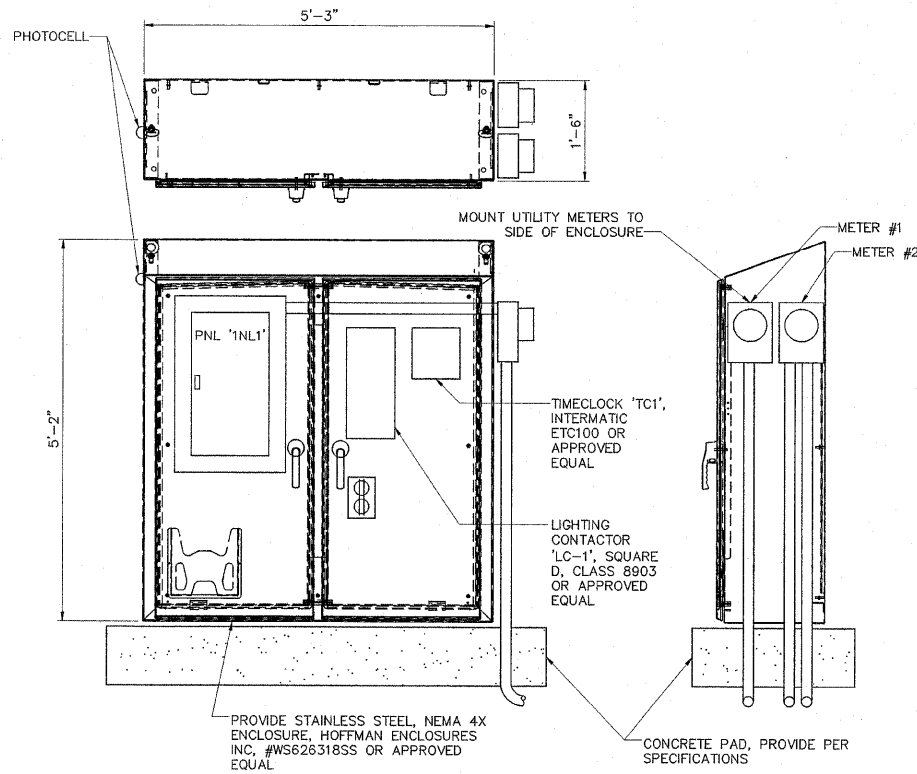 5'-3"
PHOTOCELL
1'-6"
MOUNT UTILITY METERS TO
SIDE OF ENCLOSURE
METER #1
METER #2
PNL '1NL1'
5'-2"
TIMECLOCK 'TC1',
INTERMATIC
ETC100 OR
APPROVED
EQUAL
LIGHTING
CONTACTOR
'LC-1', SQUARE
D, CLASS 8903
OR APPROVED
EQUAL
PROVIDE STAINLESS STEEL, NEMA 4X
ENCLOSURE, HOFFMAN ENCLOSURES
INC, #WS626318SS OR APPROVED
EQUAL
CONCRETE PAD, PROVIDE PER
SPECIFICATIONS